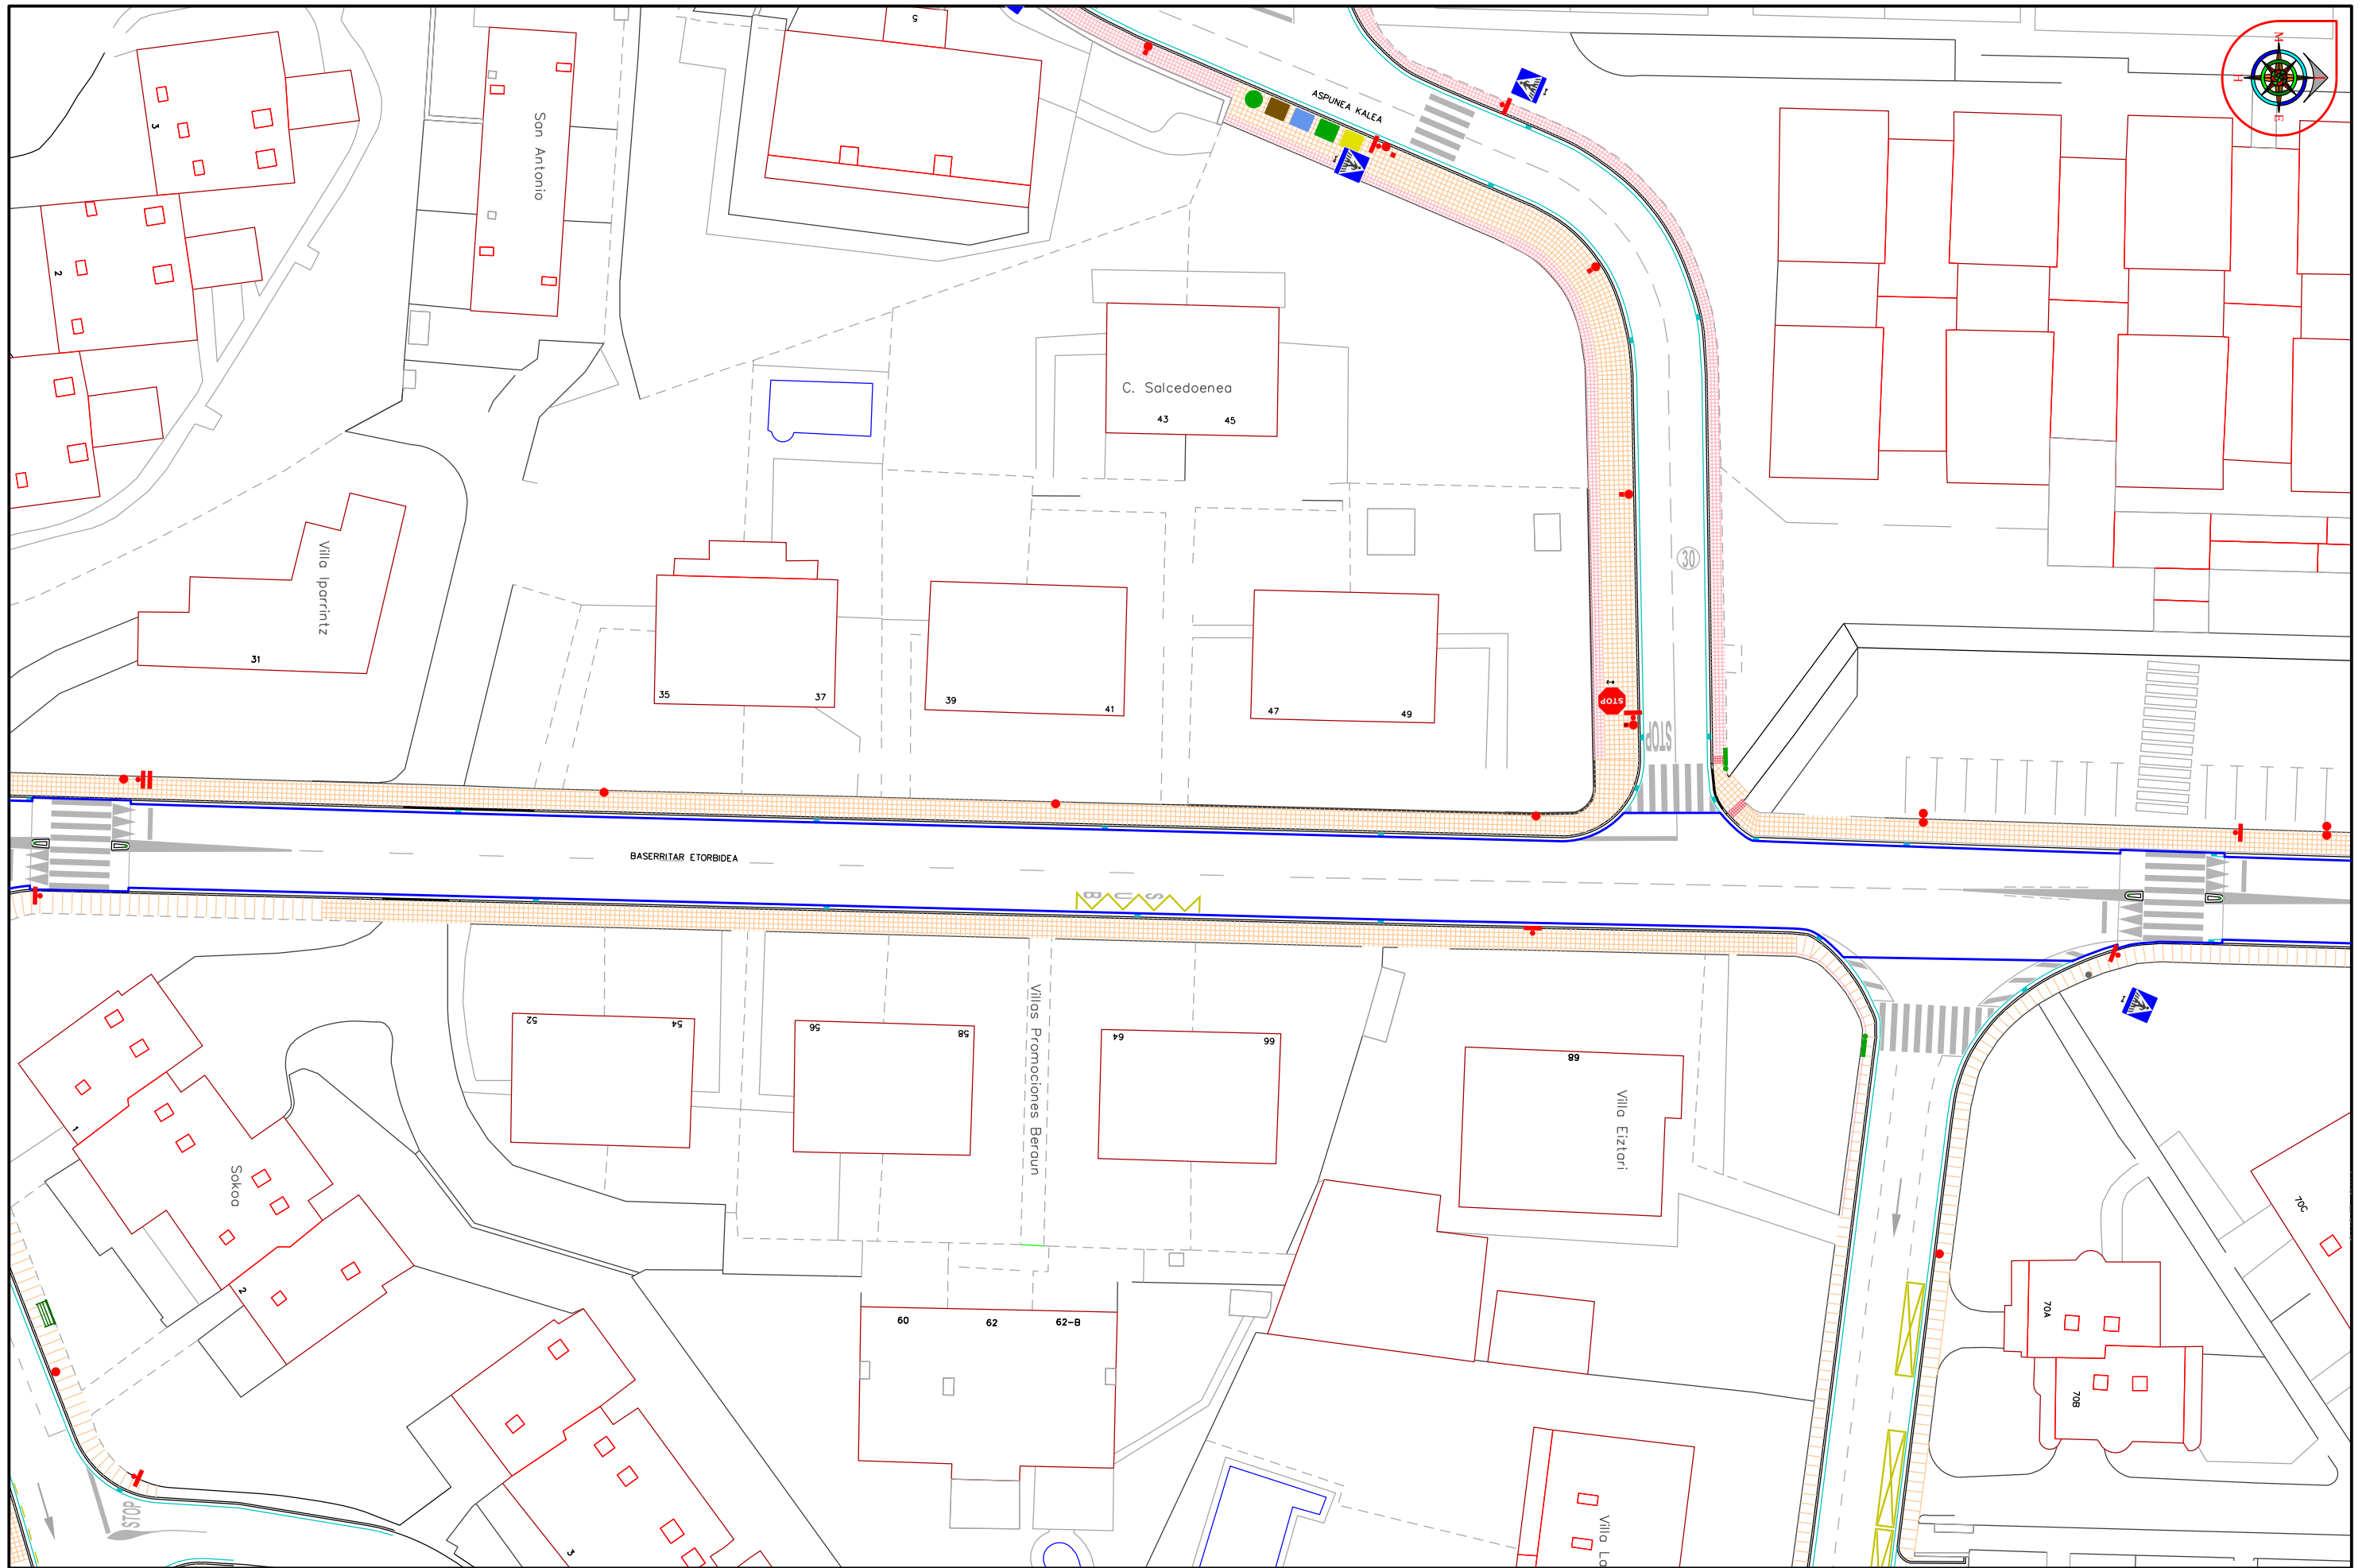 5
M
H
E
ASPUNEA KALEA
3
San Antonio
2
C. Salcedoenea
43
45
30
Villa Iparrintz
31
35
37
39
41
47
49
STOP
STOP
BASERRITAR ETORBIDEA
BUS
52
54
56
58
64
66
68
Villas Promociones Beraun
Villa Eiztari
1
Sokoa
2
70C
70A
70B
60
62
62-B
STOP
3
Villa La